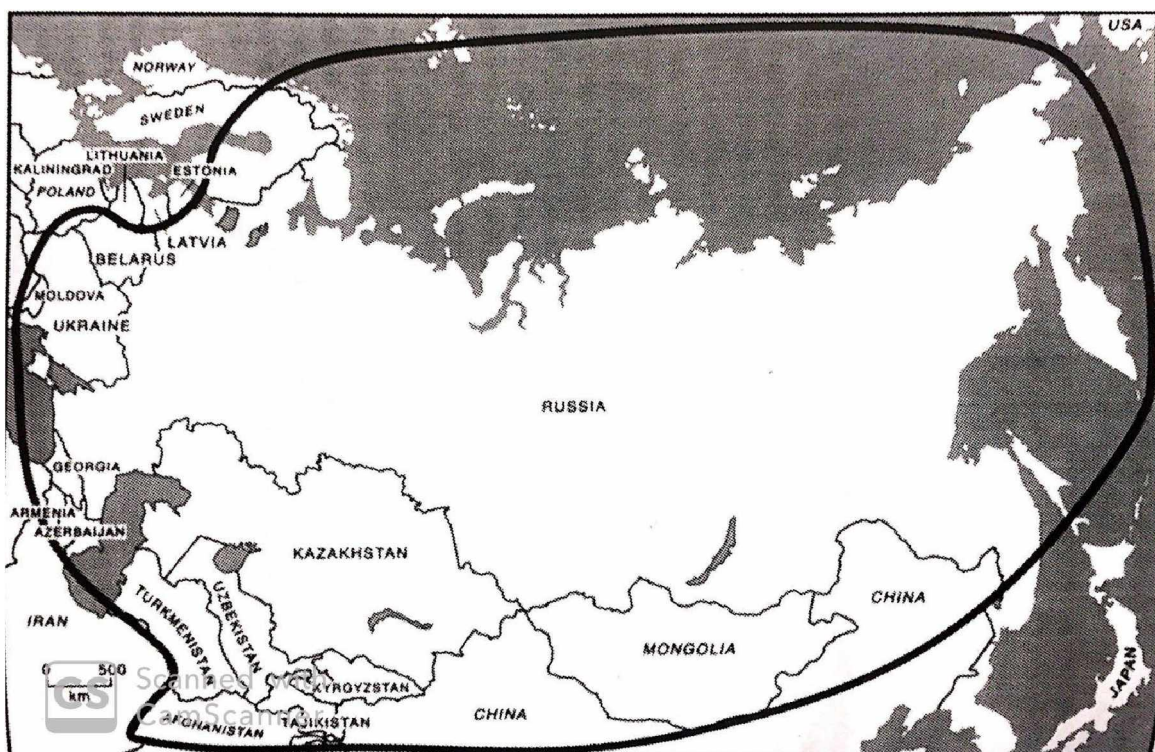 USA
NORWAY
SWEDEN
LITHUANIA
KALININGRAD
ESTONIA
POLAND
LATVIA
BELARUS
MOLDOVA
UKRAINE
RUSSIA
GEORGIA
ARMENIA
AZERBAIJAN
KAZAKHSTAN
CHINA
TURKMENISTAN
UZBEKISTAN
IRAN
MONGOLIA
JAPAN
0 500
km
KYRGYZSTAN
CHINA
AFGHANISTAN
TAJIKISTAN
CS Scanned with
CamScanner